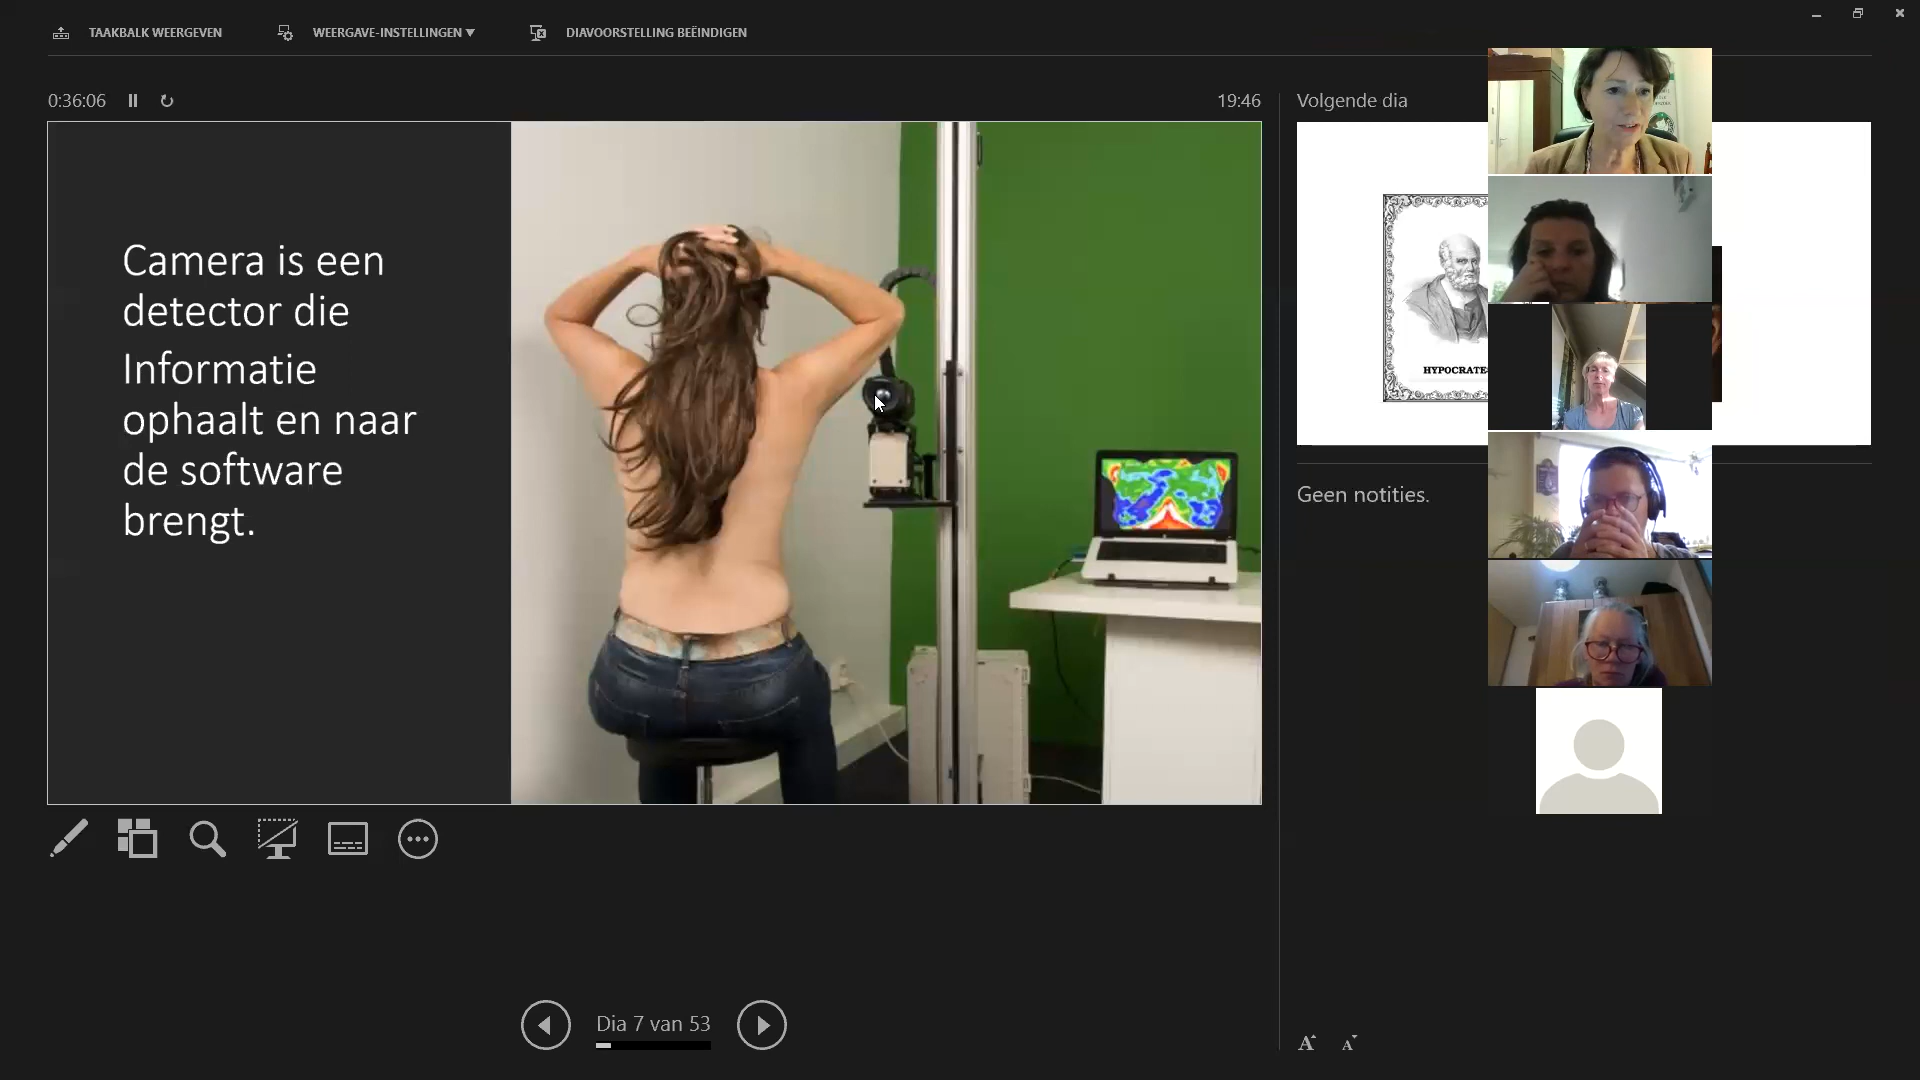 TAAKBALK WEERGEVEN
WEERGAVE-INSTELLINGEN ▼
DIAVOORSTELLING BEËINDIGEN
0:36:06
19:46
Volgende dia
Camera is een
detector die
Informatie
ophaalt en naar
de software
brengt.
HYPOCRATE
Geen notities.
Dia 7 van 53
A A